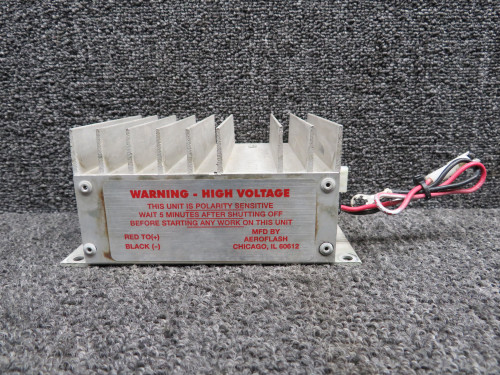 WARNING - HIGH VOLTAGE
THIS UNIT IS POLARITY SENSITIVE
WAIT 5 MINUTES AFTER SHUTTING OFF
BEFORE STARTING ANY WORK ON THIS UNIT
RED TO(+)
BLACK (-)
MFD BY
AEROFLASH
CHICAGO, IL 60612